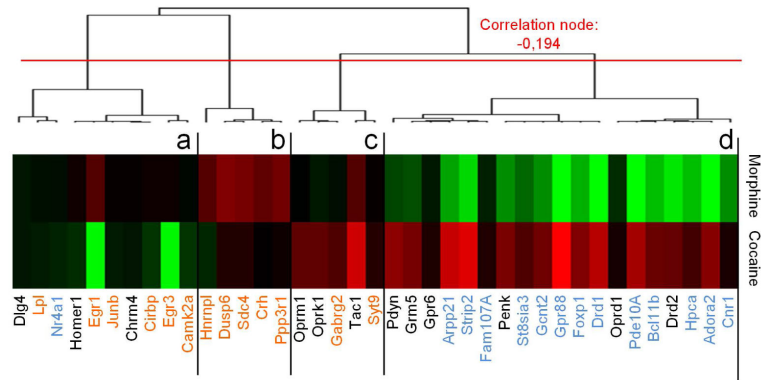 Correlation node:
-0,194
a
b
c
d
Morphine
Cocaine
Dlg4
Lpl
Nr4a1
Homer1
Egr1
Junb
Chrm4
Cirbp
Egr3
Camk2a
Hnrnpl
Dusp6
Sdc4
Crh
Ppp3r1
Oprm1
Oprk1
Gabrg2
Tac1
Syt9
Pdyn
Grm5
Gpr6
Arpp21
Strip2
Fam107A
Penk
St8sia3
Gcnt2
Gpr88
Foxp1
Drd1
Oprd1
Pde10A
Bcl11b
Drd2
Hpca
Adora2
Cnr1